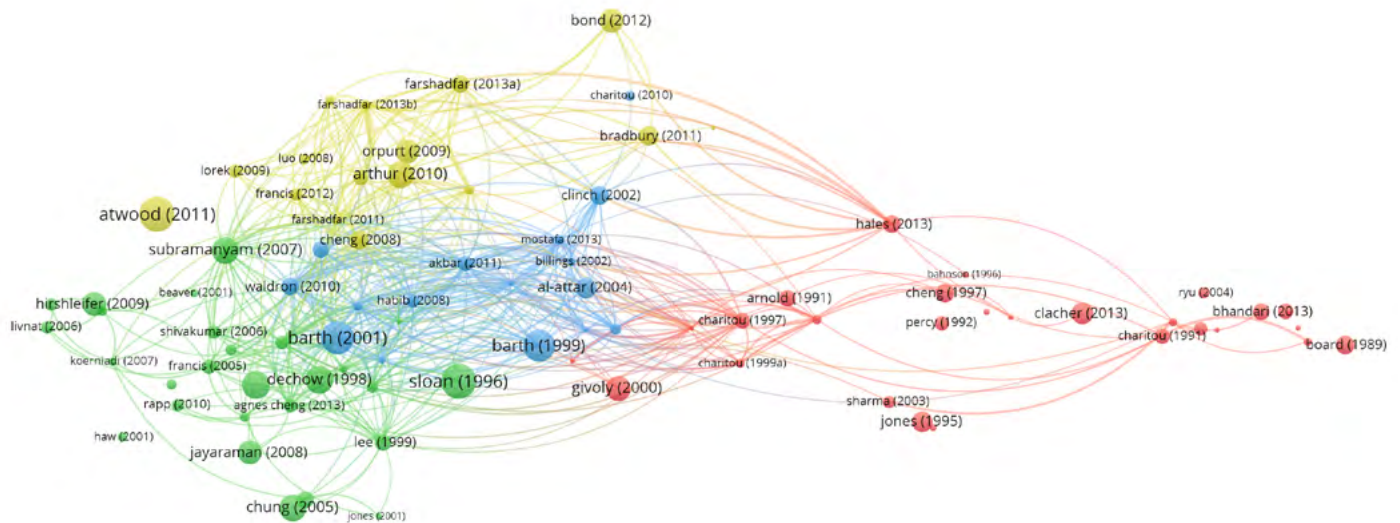 bond (2012)
farshadfar (2013a)
charitou (2010)
farshadfar (2013b)
bradbury (2011)
orpurt (2009)
luo (2008)
lorek (2009)
arthur (2010)
francis (2012)
clinch (2002)
atwood (2011)
farshadfar (2011)
hales (2013)
cheng (2008)
mostafa (2013)
subramanyam (2007)
akbar (2011)
billings (2002)
bahnson (1996)
waldron (2010)
al-attar (2004)
beaver (2001)
cheng (1997)
ryu (2004)
hirshleifer (2009)
habib (2008)
arnold (1991)
clacher (2013)
bhandari (2013)
livnat (2006)
shivakumar (2006)
barth (2001)
barth (1999)
charitou (1997)
percy (1992)
charitou (1991)
board (1989)
koerniadi (2007)
francis (2005)
charitou (1999a)
dechow (1998)
sloan (1996)
givoly (2000)
rapp (2010)
agnes cheng (2013)
sharma (2003)
jones (1995)
haw (2001)
lee (1999)
jayaraman (2008)
chung (2005)
jones (2001)